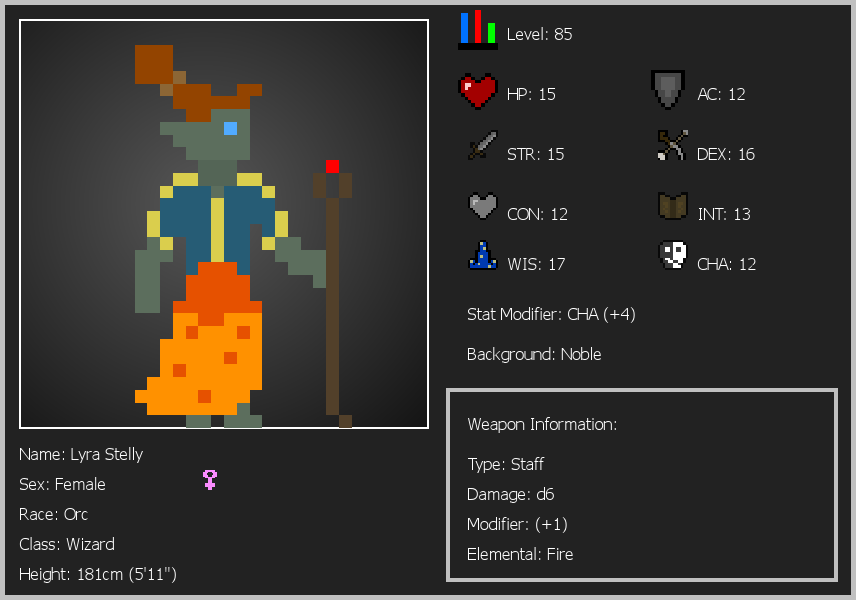 Level: 85
HP: 15
AC: 12
STR: 15
DEX: 16
CON: 12
INT: 13
WIS: 17
CHA: 12
Stat Modifier: CHA (+4)
Background: Noble
Weapon Information:
Type: Staff
Damage: d6
Modifier: (+1)
Elemental: Fire
Name: Lyra Stelly
Sex: Female
Race: Orc
Class: Wizard
Height: 181cm (5'11")